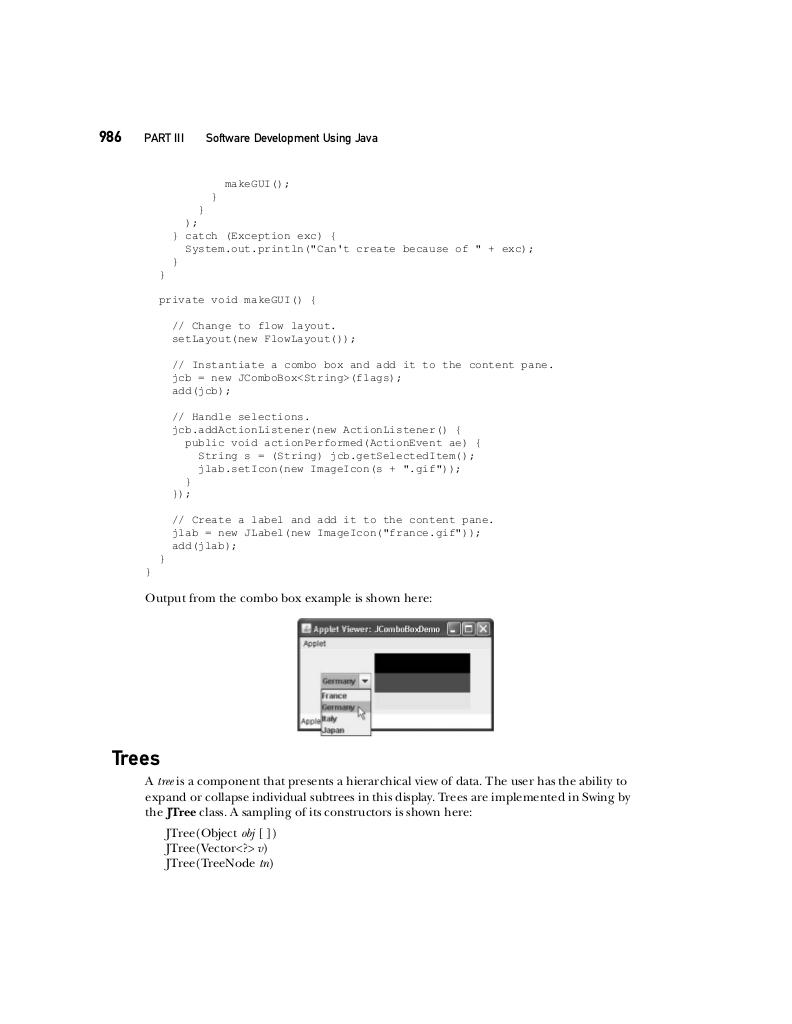 986 PART III Software Development Using Java
makeGUI();
}
}
);
} catch (Exception exc) {
System.out.println("Can't create because of " + exc);
}
}
private void makeGUI() {
// Change to flow layout.
setLayout(new FlowLayout());
// Instantiate a combo box and add it to the content pane.
jcb = new JComboBox<String>(flags);
add(jcb);
// Handle selections.
jcb.addActionListener(new ActionListener() {
public void actionPerformed(ActionEvent ae) {
String s = (String) jcb.getSelectedItem();
jlab.setIcon(new ImageIcon(s + ".gif"));
}
});
// Create a label and add it to the content pane.
jlab = new JLabel(new ImageIcon("france.gif"));
add(jlab);
}
}
Output from the combo box example is shown here:
Applet Viewer: JComboBoxDemo
Applet
Germany
France
Germany
Apple Italy
Japan
Trees
A tree is a component that presents a hierarchical view of data. The user has the ability to
expand or collapse individual subtrees in this display. Trees are implemented in Swing by
the JTree class. A sampling of its constructors is shown here:
JTree(Object obj [ ])
JTree(Vector<?> v)
JTree(TreeNode tn)